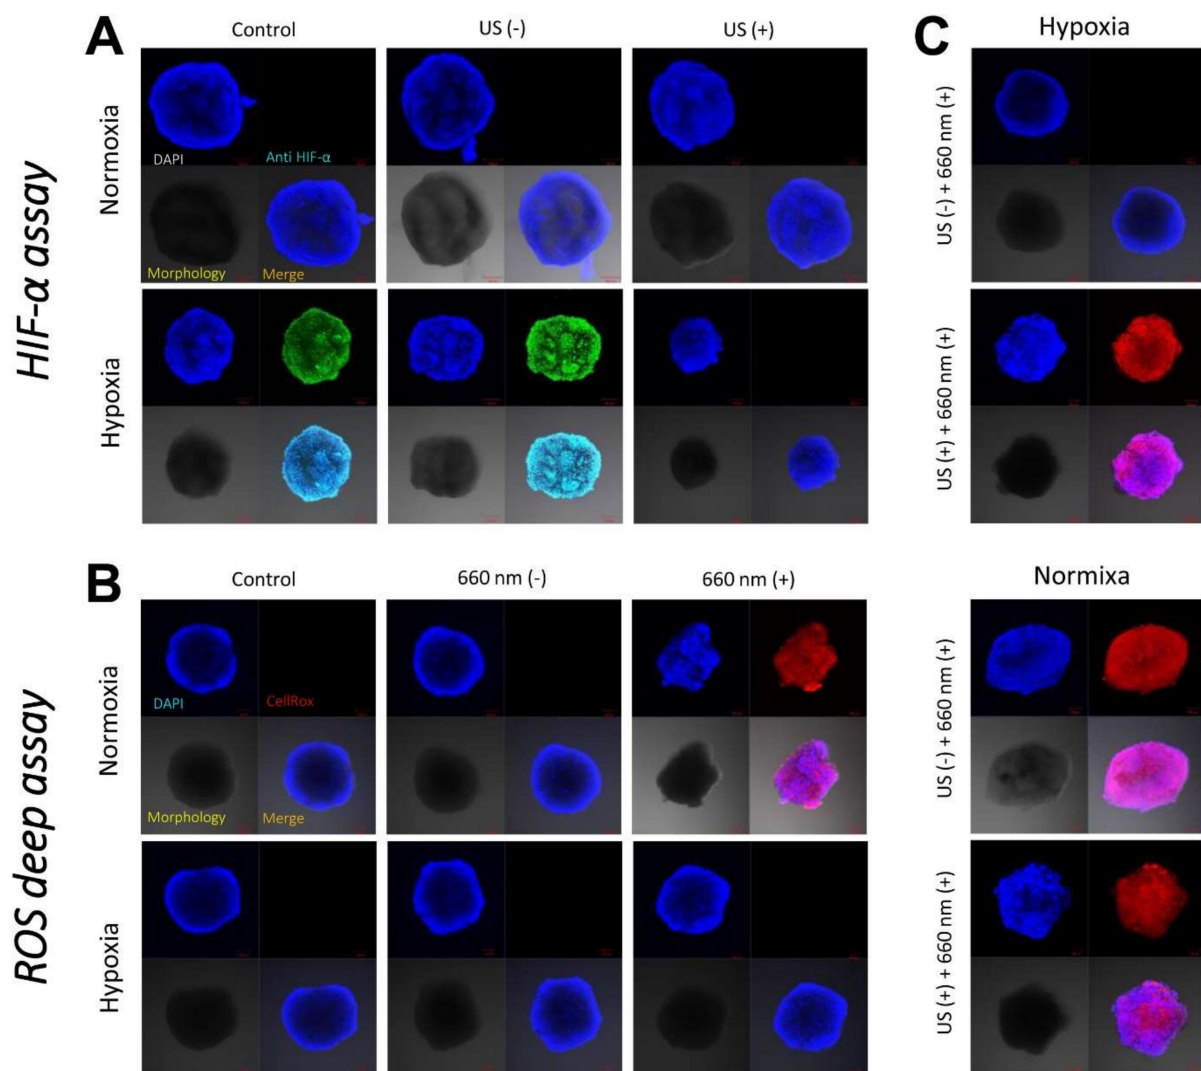 A
Control
US (-)
US (+)
HIF-α assay
Normoxia
DAPI
Anti HIF-α
Morphology
Merge
Hypoxia
B
Control
660 nm (-)
660 nm (+)
ROS deep assay
Normoxia
DAPI
CellRox
Morphology
Merge
Hypoxia
C
Hypoxia
US (-) + 660 nm (+)
US (+) + 660 nm (+)
Normixa
US (-) + 660 nm (+)
US (+) + 660 nm (+)